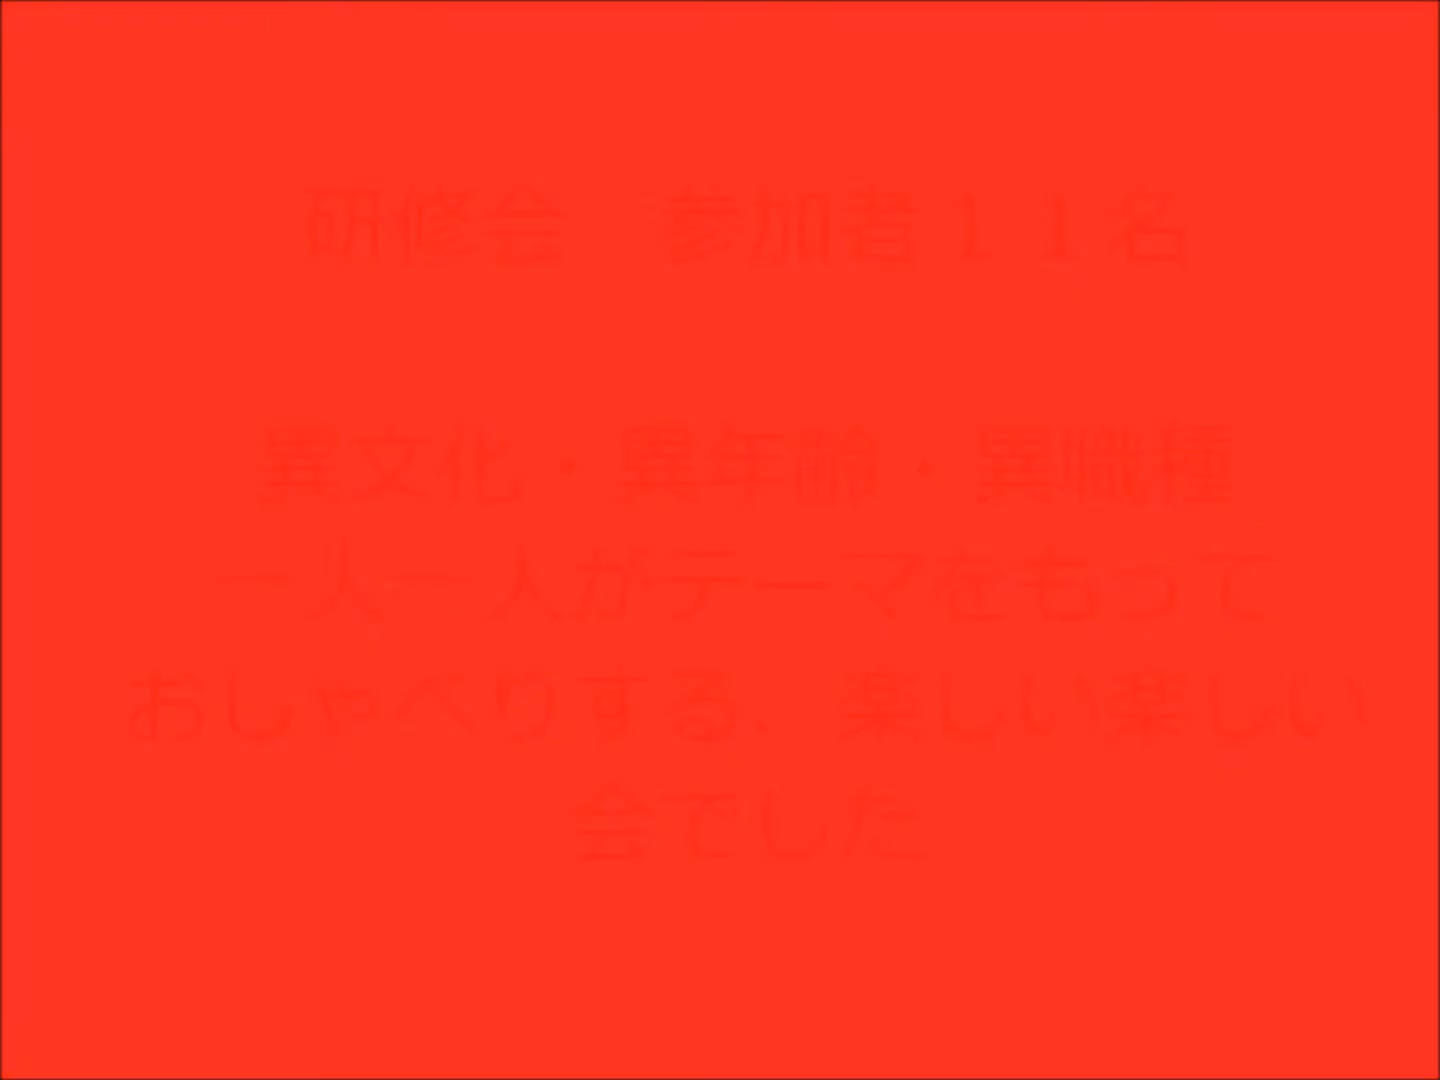 研修会　参加者１１名
異文化・異年齢・異職種
一人一人がテーマをもって
おしゃべりする、楽しい楽しい
会でした